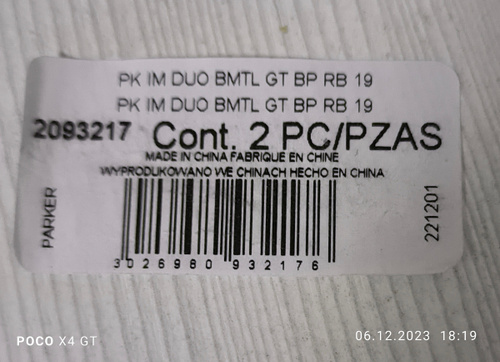 PK IM DUO BMTL GT BP RB 19
PK IM DUO BMTL GT BP RB 19
2093217 Cont. 2 PC/PZAS
MADE IN CHINA FABRIQUE EN CHINE
WYPRODUKOWANO WE CHINACH HECHO EN CHINA
PARKER
221201
3026980 932176
POCO X4 GT
06.12.2023 18:19